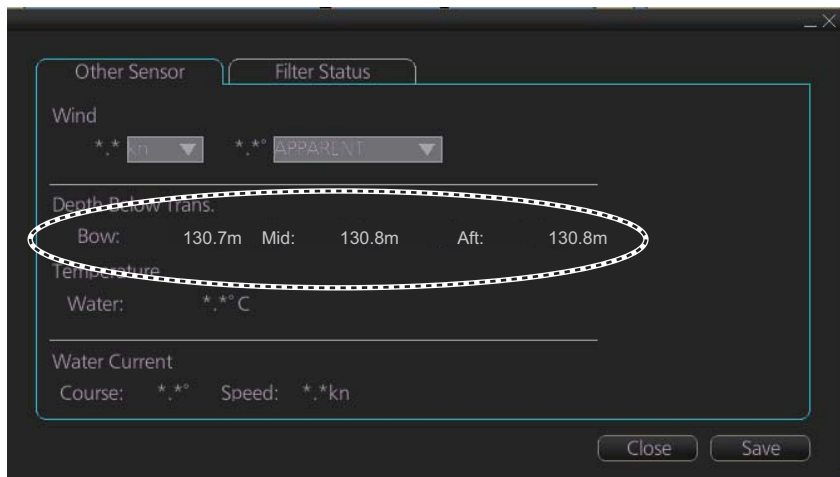 Other Sensor Filter Status
Wind
*.* kn *.*° APPARENT
Depth Below Trans.
Bow: 130.7m Mid: 130.8m Aft: 130.8m
Temperature
Water: *.*°C
Water Current
Course: *.*° Speed: *.*kn
Close Save